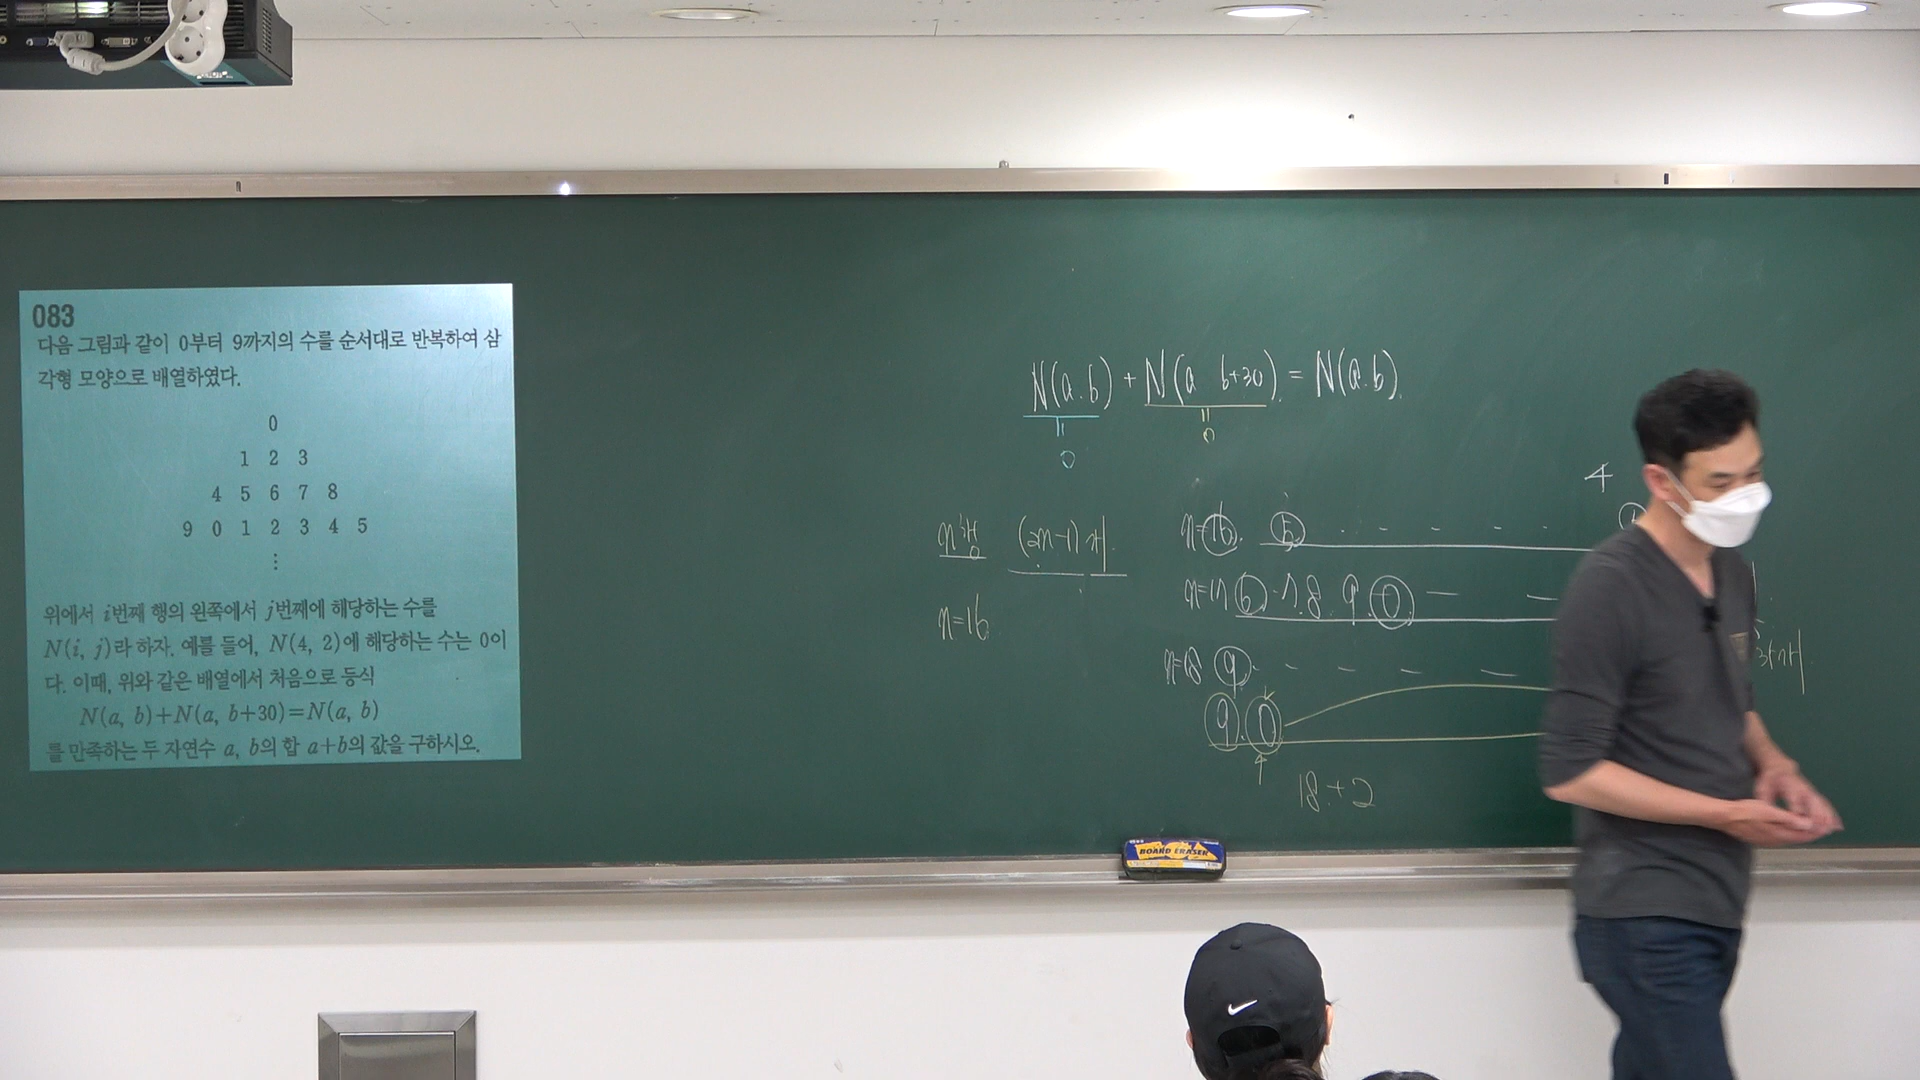 083
다음 그림과 같이 0부터 9까지의 수를 순서대로 반복하여 삼
각형 모양으로 배열하였다.
0
1 2 3
4 5 6 7 8
9 0 1 2 3 4 5
⋮
위에서 i번째 행의 왼쪽에서 j번째에 해당하는 수를
N(i, j)라 하자. 예를 들어, N(4, 2)에 해당하는 수는 0이
다. 이때, 위와 같은 배열에서 처음으로 등식
N(a, b)+N(a, b+30)=N(a, b)
를 만족하는 두 자연수 a, b의 합 a+b의 값을 구하시오.
N(a.b) + N(a b+30) = N(a.b)
0 0
n행 (2n-1)개
n=16
4
n=16 5
n=17 6 7 8 9 0
n=18 9
9 0
18+2
BOARD ERASER